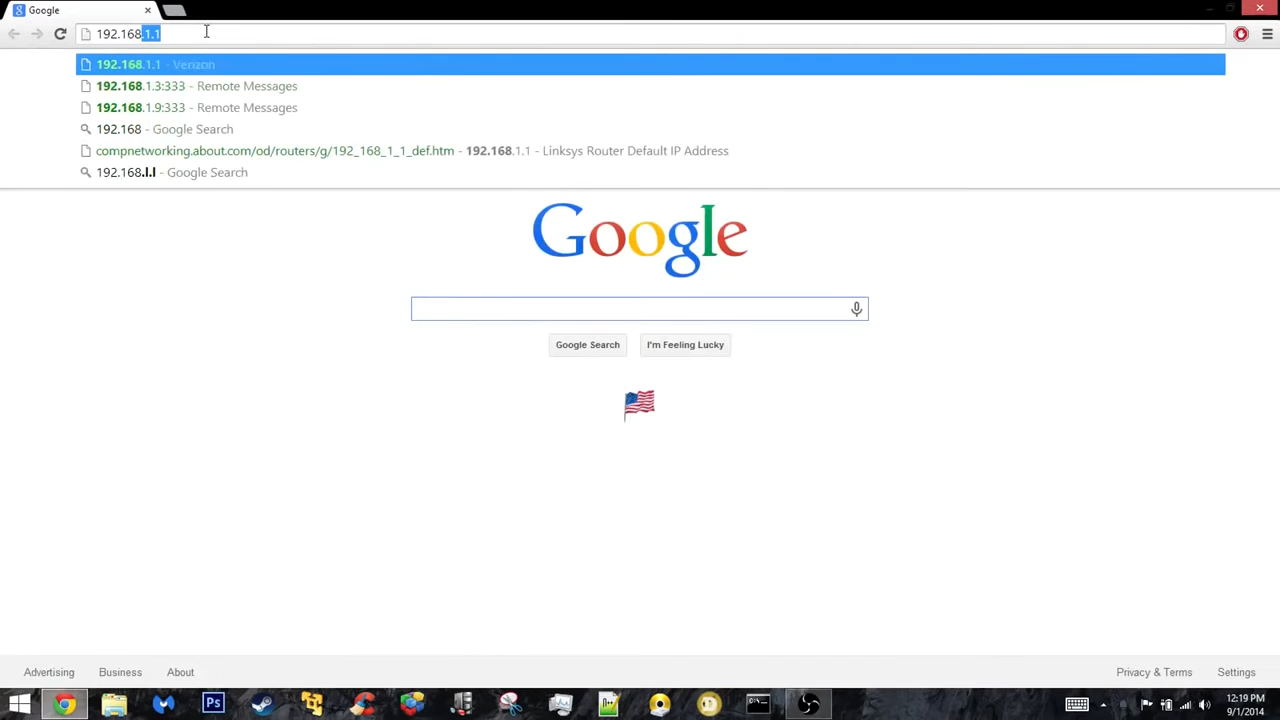 Google
192.168.1.1
192.168.1.1 - Verizon
192.168.1.3:333 - Remote Messages
192.168.1.9:333 - Remote Messages
192.168 - Google Search
compnetworking.about.com/od/routers/g/192_168_1_1_def.htm - 192.168.1.1 - Linksys Router Default IP Address
192.168.l.l - Google Search
Google
Google Search I'm Feeling Lucky
Advertising Business About Privacy & Terms Settings
Ps
12:19 PM
9/1/2014